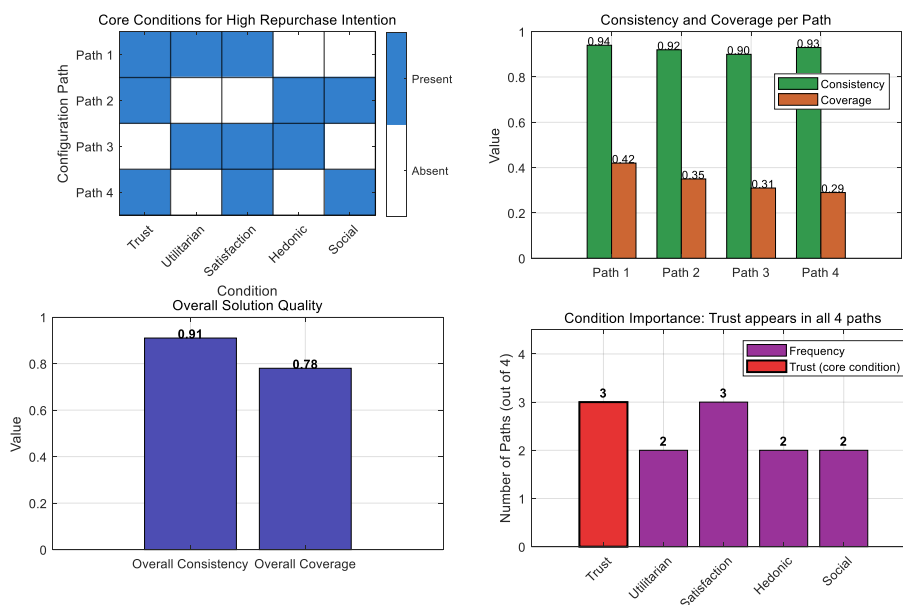 Core Conditions for High Repurchase Intention
Configuration Path
Path 1
Path 2
Path 3
Path 4
Trust
Utilitarian
Satisfaction
Hedonic
Social
Condition
Present
Absent
Consistency and Coverage per Path
Value
1
0.8
0.6
0.4
0.2
0
0.94
0.92
0.90
0.93
0.42
0.35
0.31
0.29
Consistency
Coverage
Path 1
Path 2
Path 3
Path 4
Overall Solution Quality
Value
1
0.8
0.6
0.4
0.2
0
0.91
0.78
Overall Consistency
Overall Coverage
Condition Importance: Trust appears in all 4 paths
Number of Paths (out of 4)
4
3
2
1
0
3
2
3
2
2
Frequency
Trust (core condition)
Trust
Utilitarian
Satisfaction
Hedonic
Social